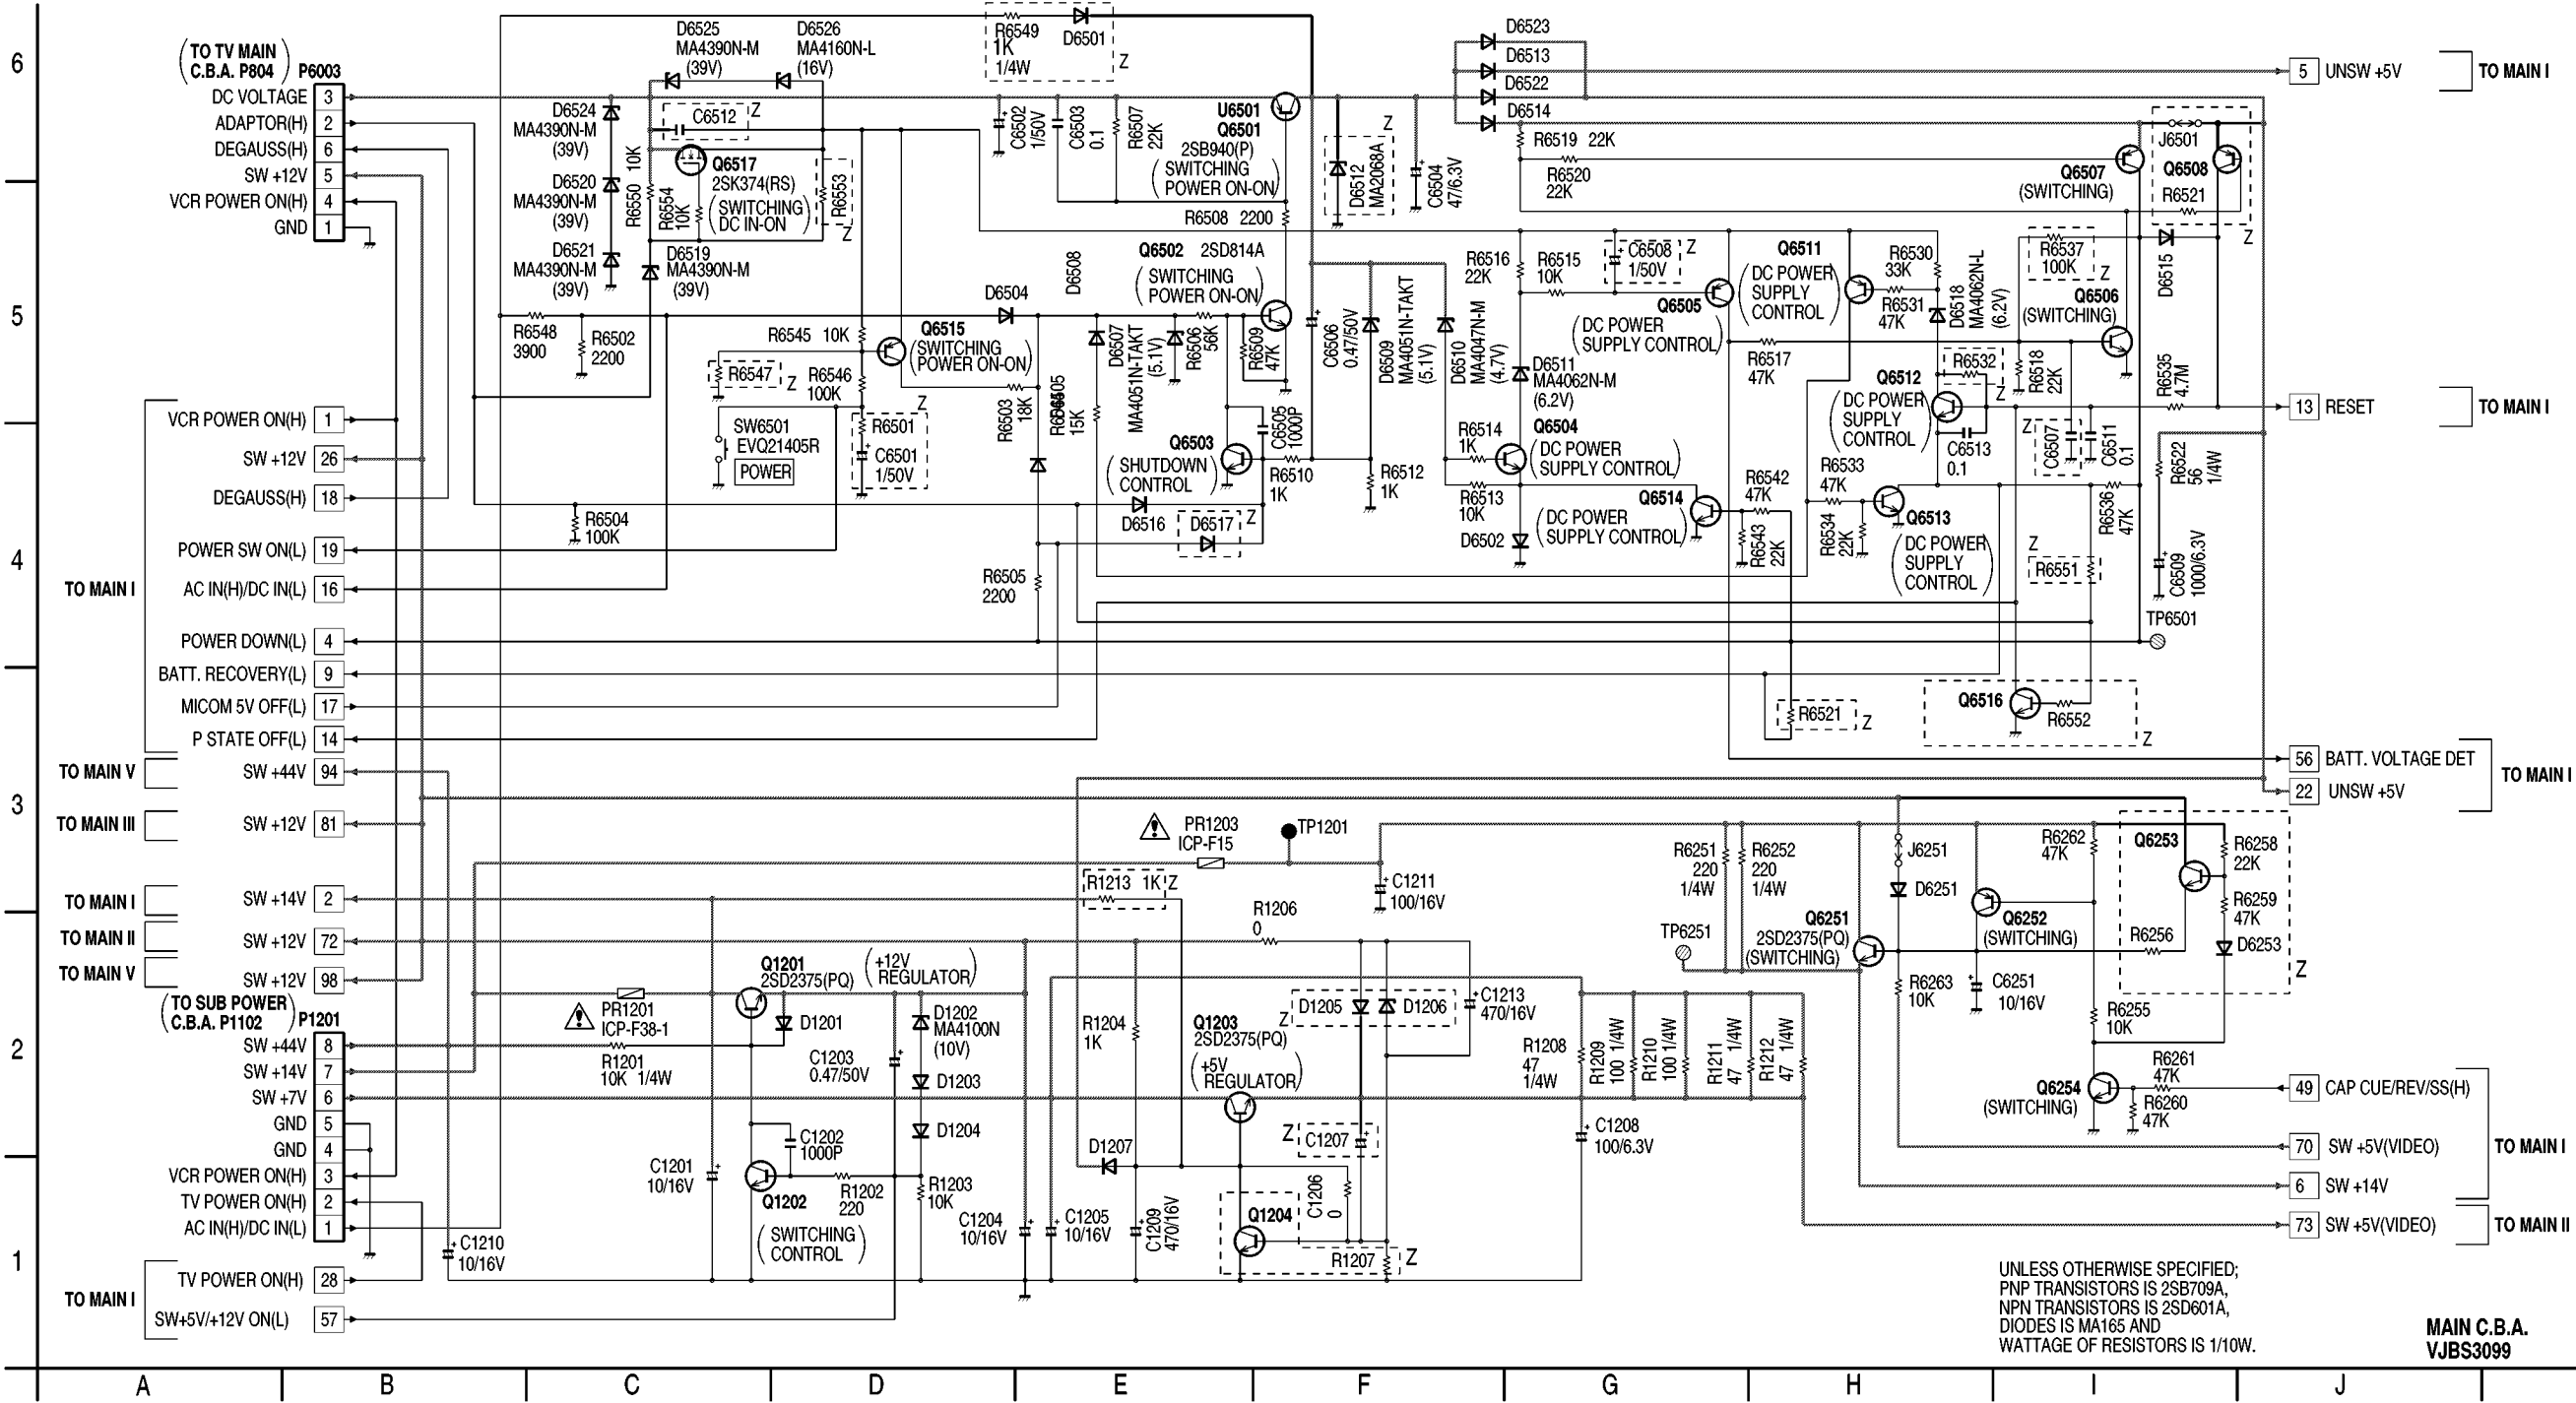 6
5
4
3
2
1
(TO TV MAIN
C.B.A. P804)
P6003
DC VOLTAGE 3
ADAPTOR(H) 2
DEGAUSS(H) 6
SW +12V 5
VCR POWER ON(H) 4
GND 1
D6525
MA4390N-M
(39V)
D6526
MA4160N-L
(16V)
R6549
1K
1/4W
D6501
Z
D6524
MA4390N-M
(39V)
D6520
MA4390N-M
(39V)
D6521
MA4390N-M
(39V)
C6512
Z
R6550 10K
R6554
10K
Q6517
2SK374(RS)
(SWITCHING
DC IN-ON)
R6553
Z
D6519
MA4390N-M
(39V)
C6502
1/50V
C6503
0.1
R6507
22K
U6501
Q6501
2SB940(P)
(SWITCHING
POWER ON-ON)
R6508 2200
Z
D6512
MA2068A
C6504
47/6.3V
D6523
D6513
D6522
D6514
5 UNSW +5V
TO MAIN I
R6519 22K
R6520
22K
J6501
Q6507
(SWITCHING)
Q6508
R6521
Z
Q6502 2SD814A
(SWITCHING
POWER ON-ON)
D6508
D6504
R6548
3900
R6502
2200
R6545 10K
Q6515
(SWITCHING
POWER ON-ON)
R6547
Z
R6546
100K
D6507
MA4051N-TAKT
(5.1V)
R6506
56K
R6509
47K
C6506
0.47/50V
D6509
MA4051N-TAKT
(5.1V)
D6510
MA4047N-M
(4.7V)
R6516
22K
R6515
10K
C6508
1/50V
Z
Q6505
(DC POWER
SUPPLY CONTROL)
Q6511
(DC POWER
SUPPLY
CONTROL)
R6530
33K
R6531
47K
D6518
MA4062N-L
(6.2V)
R6537
100K
Z
Q6506
(SWITCHING)
D6515
D6511
MA4062N-M
(6.2V)
R6517
47K
R6532
Z
R6518
22K
R6535
4.7M
Q6512
(DC POWER
SUPPLY
CONTROL)
13 RESET
TO MAIN I
TO MAIN I
VCR POWER ON(H) 1
SW +12V 26
DEGAUSS(H) 18
POWER SW ON(L) 19
AC IN(H)/DC IN(L) 16
POWER DOWN(L) 4
BATT. RECOVERY(L) 9
MICOM 5V OFF(L) 17
P STATE OFF(L) 14
SW6501
EVQ21405R
POWER
Z
R6501
C6501
1/50V
R6503
18K
15K
Q6503
(SHUTDOWN
CONTROL)
C6505
1000P
R6510
1K
R6512
1K
R6514
1K
Q6504
(DC POWER
SUPPLY CONTROL)
R6513
10K
D6502
Q6514
(DC POWER
SUPPLY CONTROL)
R6542
47K
R6543
22K
R6533
47K
R6534
22K
Q6513
(DC POWER
SUPPLY
CONTROL)
C6513
0.1
Z
C6507
C6511
0.1
R6522
56
1/4W
R6536
47K
Z
R6551
C6509
1000/6.3V
TP6501
R6504
100K
D6516
D6517
Z
R6505
2200
R6521
Z
Q6516
R6552
Z
TO MAIN V
SW +44V 94
TO MAIN III
SW +12V 81
TO MAIN I
SW +14V 2
TO MAIN II
SW +12V 72
TO MAIN V
SW +12V 98
56 BATT. VOLTAGE DET
22 UNSW +5V
TO MAIN I
PR1203
ICP-F15
TP1201
R1213 1K
Z
C1211
100/16V
R6251
220
1/4W
R6252
220
1/4W
J6251
D6251
R6262
47K
Q6253
R6258
22K
R6259
47K
D6253
Z
R1206
0
TP6251
Q6251
2SD2375(PQ)
(SWITCHING)
Q6252
(SWITCHING)
R6256
R6263
10K
C6251
10/16V
R6255
10K
(TO SUB POWER
C.B.A. P1102)
P1201
SW +44V 8
SW +14V 7
SW +7V 6
GND 5
GND 4
VCR POWER ON(H) 3
TV POWER ON(H) 2
AC IN(H)/DC IN(L) 1
PR1201
ICP-F38-1
R1201
10K 1/4W
Q1201
2SD2375(PQ)
(+12V
REGULATOR)
D1201
D1202
MA4100N
(10V)
C1203
0.47/50V
D1203
D1204
R1204
1K
Q1203
2SD2375(PQ)
(+5V
REGULATOR)
Z
D1205
D1206
C1213
470/16V
R1208
47
1/4W
R1209
100 1/4W
R1210
100 1/4W
R1211
47 1/4W
R1212
47 1/4W
Q6254
(SWITCHING)
R6261
47K
R6260
47K
49 CAP CUE/REV/SS(H)
70 SW +5V(VIDEO)
6 SW +14V
TO MAIN I
73 SW +5V(VIDEO)
TO MAIN II
C1202
1000P
C1201
10/16V
Q1202
(SWITCHING
CONTROL)
R1202
220
R1203
10K
D1207
Z
C1207
C1208
100/6.3V
C1206
0
Q1204
R1207
Z
C1204
10/16V
C1205
10/16V
C1209
470/16V
C1210
10/16V
TO MAIN I
TV POWER ON(H) 28
SW+5V/+12V ON(L) 57
UNLESS OTHERWISE SPECIFIED;
PNP TRANSISTORS IS 2SB709A,
NPN TRANSISTORS IS 2SD601A,
DIODES IS MA165 AND
WATTAGE OF RESISTORS IS 1/10W.
MAIN C.B.A.
VJBS3099
A B C D E F G H I J